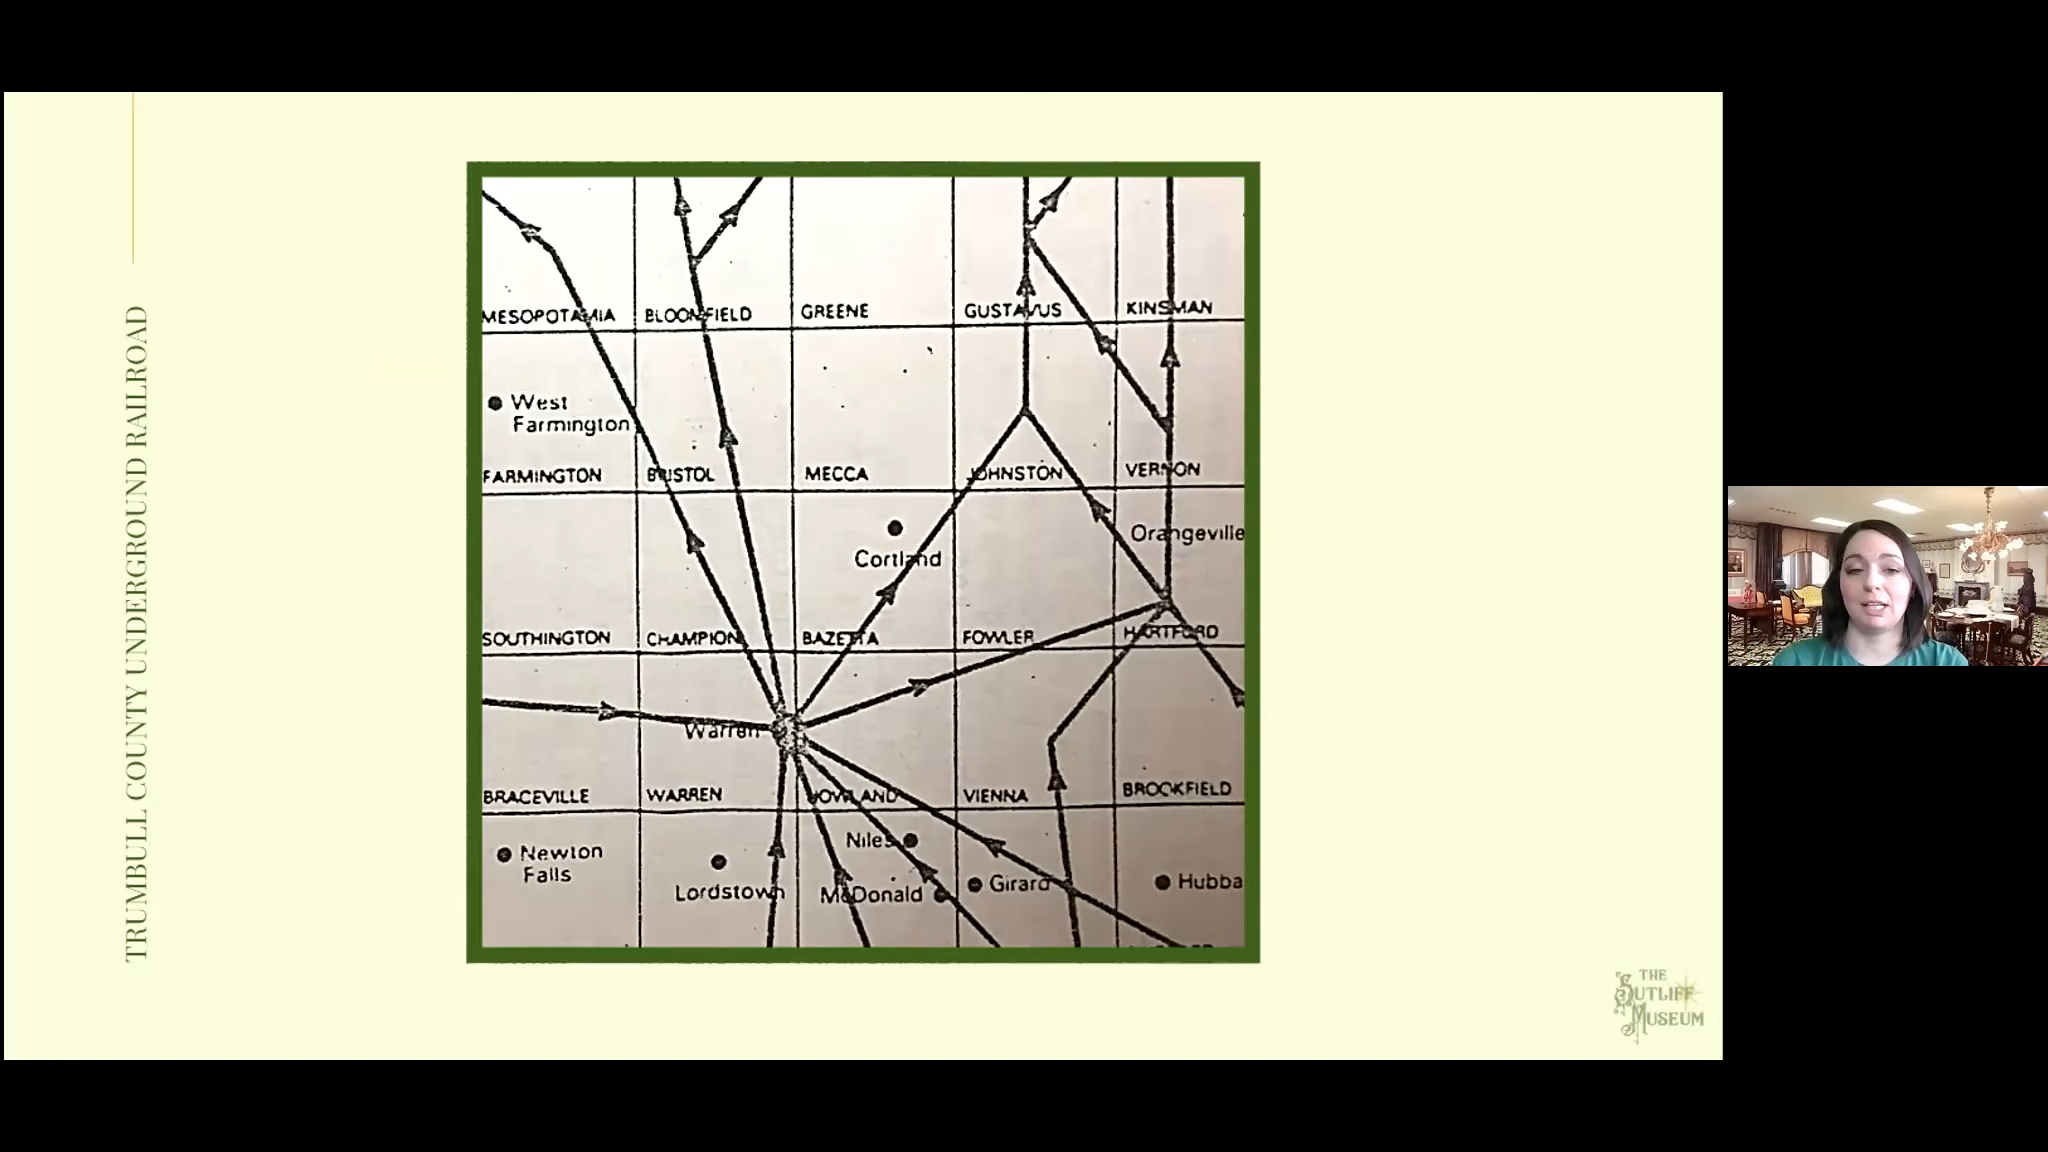 TRUMBULL COUNTY UNDERGROUND RAILROAD
MESOPOTAMIA
BLOOMFIELD
GREENE
GUSTAVUS
KINSMAN
West
Farmington
FARMINGTON
BRISTOL
MECCA
JOHNSTON
VERNON
Cortland
Orangeville
SOUTHINGTON
CHAMPION
BAZETTA
FOWLER
HARTFORD
Warren
BRACEVILLE
WARREN
HOWLAND
VIENNA
BROOKFIELD
Newton
Falls
Lordstown
Niles
McDonald
Girard
Hubba
THE
SUTLIFF
MUSEUM